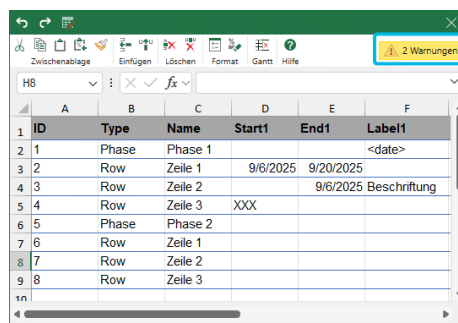 Zwischenablage Einfügen Löschen Format Gantt Hilfe
2 Warnungen
H8 fx
A B C D E F
1 ID Type Name Start1 End1 Label1
2 1 Phase Phase 1 <date>
3 2 Row Zeile 1 9/6/2025 9/20/2025
4 3 Row Zeile 2 9/6/2025 Beschriftung
5 4 Row Zeile 3 XXX
6 5 Phase Phase 2
7 6 Row Zeile 1
8 7 Row Zeile 2
9 8 Row Zeile 3
10